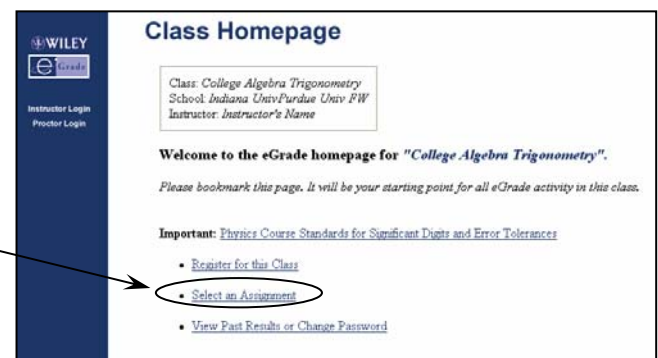 WILEY
eGrade
Instructor Login
Proctor Login
Class Homepage
Class: College Algebra Trigonometry
School: Indiana Univ Purdue Univ FW
Instructor: Instructor's Name
Welcome to the eGrade homepage for "College Algebra Trigonometry".
Please bookmark this page. It will be your starting point for all eGrade activity in this class.
Important: Physics Course Standards for Significant Digits and Error Tolerances
• Register for this Class
• Select an Assignment
• View Past Results or Change Password